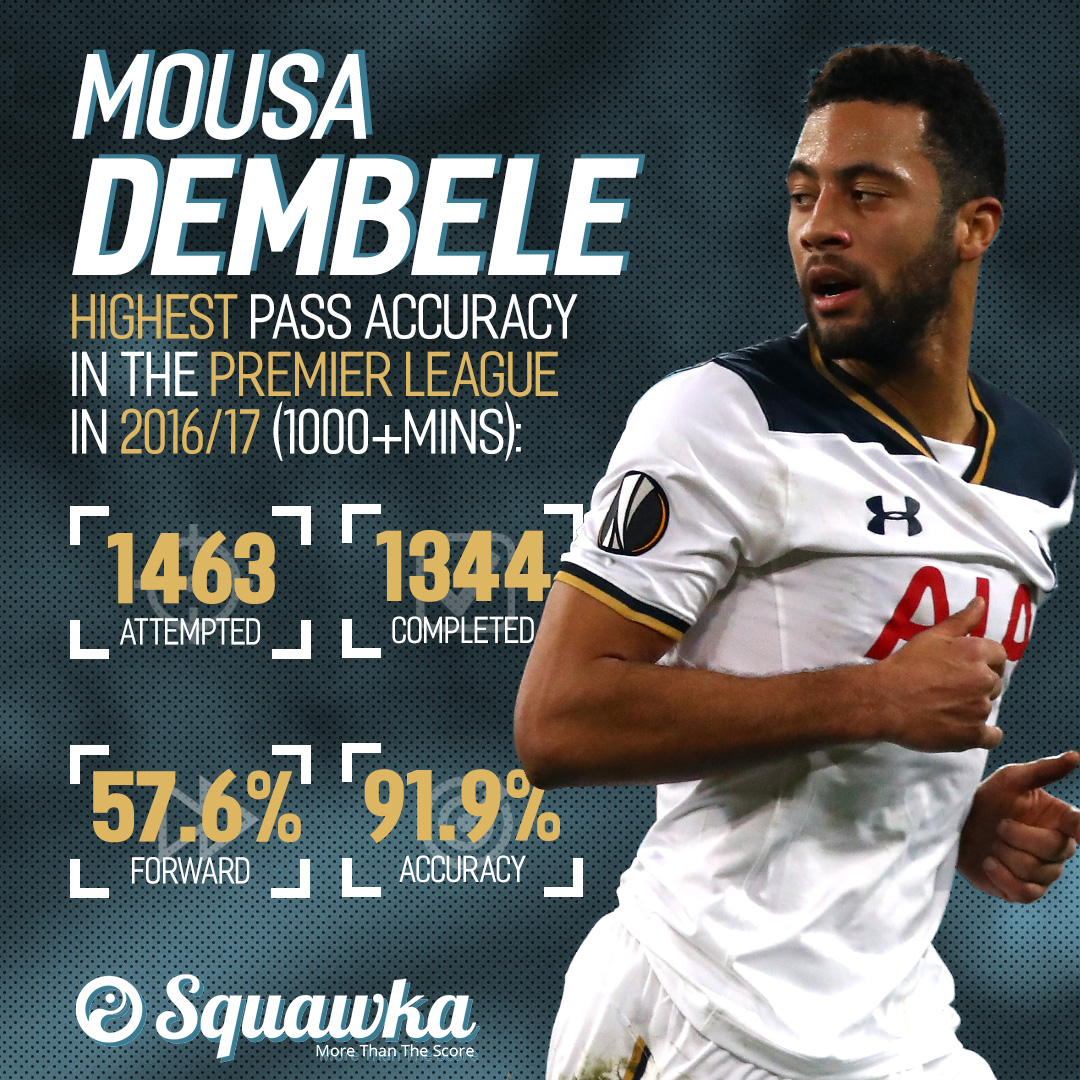 MOUSA
DEMBELE
HIGHEST PASS ACCURACY
IN THE PREMIER LEAGUE
IN 2016/17 (1000+MINS):
1463
ATTEMPTED
1344
COMPLETED
57.6%
FORWARD
91.9%
ACCURACY
AIA
Squawka
More Than The Score